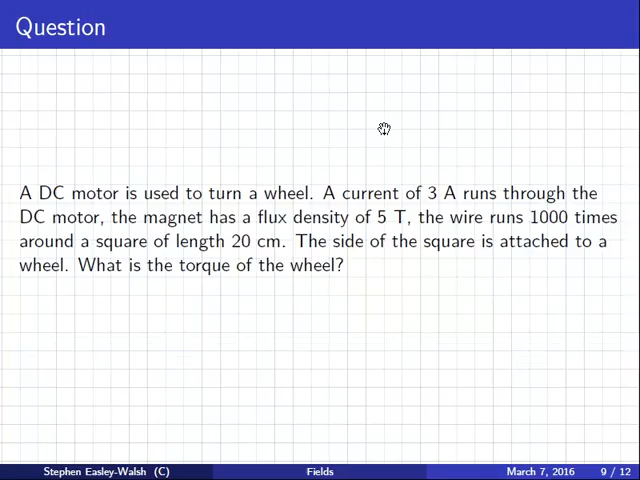 Question
A DC motor is used to turn a wheel. A current of 3 A runs through the
DC motor, the magnet has a flux density of 5 T, the wire runs 1000 times
around a square of length 20 cm. The side of the square is attached to a
wheel. What is the torque of the wheel?
Stephen Easley-Walsh (C) Fields March 7, 2016 9 / 12